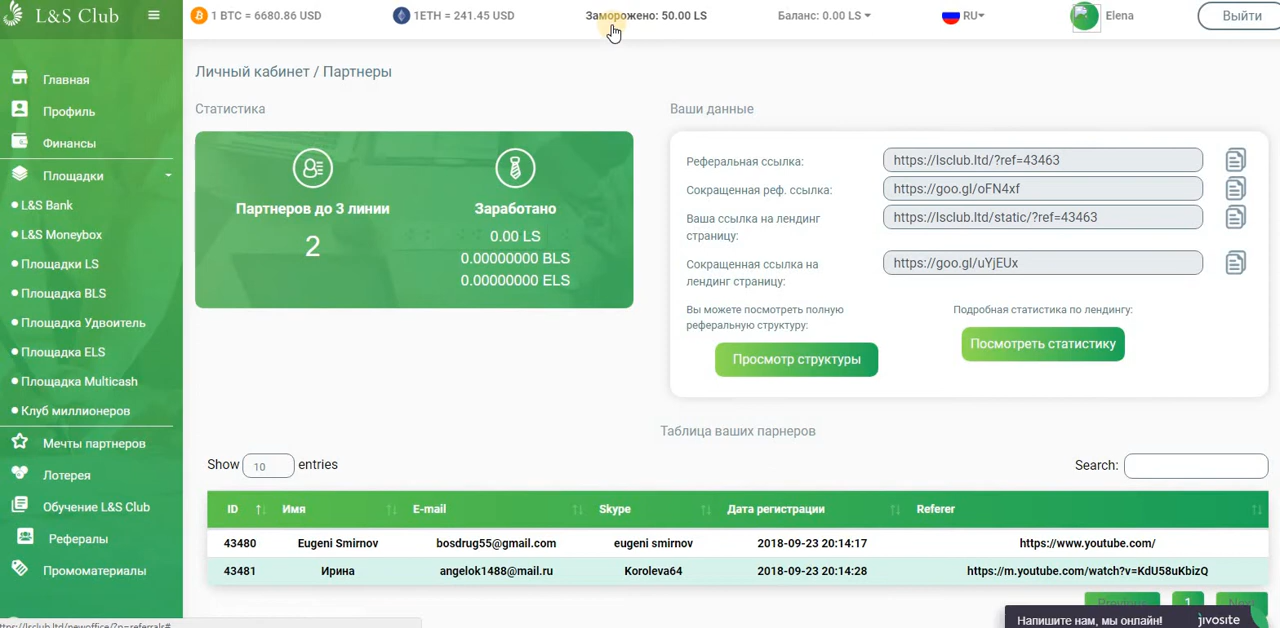 L&S Club
1 BTC = 6680.86 USD
1ETH = 241.45 USD
Заморожено: 50.00 LS
Баланс: 0.00 LS
RU
Elena
Выйти
Главная
Профиль
Финансы
Площадки
L&S Bank
L&S Moneybox
Площадки LS
Площадка BLS
Площадка Удвоитель
Площадка ELS
Площадка Multicash
Клуб миллионеров
Мечты партнеров
Лотерея
Обучение L&S Club
Рефералы
Промоматериалы
Личный кабинет / Партнеры
Статистика
Партнеров до 3 линии
2
Заработано
0.00 LS
0.00000000 BLS
0.00000000 ELS
Ваши данные
Реферальная ссылка:
https://lsclub.ltd/?ref=43463
Сокращенная реф. ссылка:
https://goo.gl/oFN4xf
Ваша ссылка на лендинг
страницу:
https://lsclub.ltd/static/?ref=43463
Сокращенная ссылка на
лендинг страницу:
https://goo.gl/uYjEUx
Вы можете посмотреть полную
реферальную структуру:
Просмотр структуры
Подробная статистика по лендингу:
Посмотреть статистику
Таблица ваших парнеров
Show 10 entries
Search:
ID Имя E-mail Skype Дата регистрации Referer
43480 Eugeni Smirnov bosdrug55@gmail.com eugeni smirnov 2018-09-23 20:14:17 https://www.youtube.com/
43481 Ирина angelok1488@mail.ru Koroleva64 2018-09-23 20:14:28 https://m.youtube.com/watch?v=KdU58uKbizQ
Previous 1 Next
Напишите нам, мы онлайн! jivosite